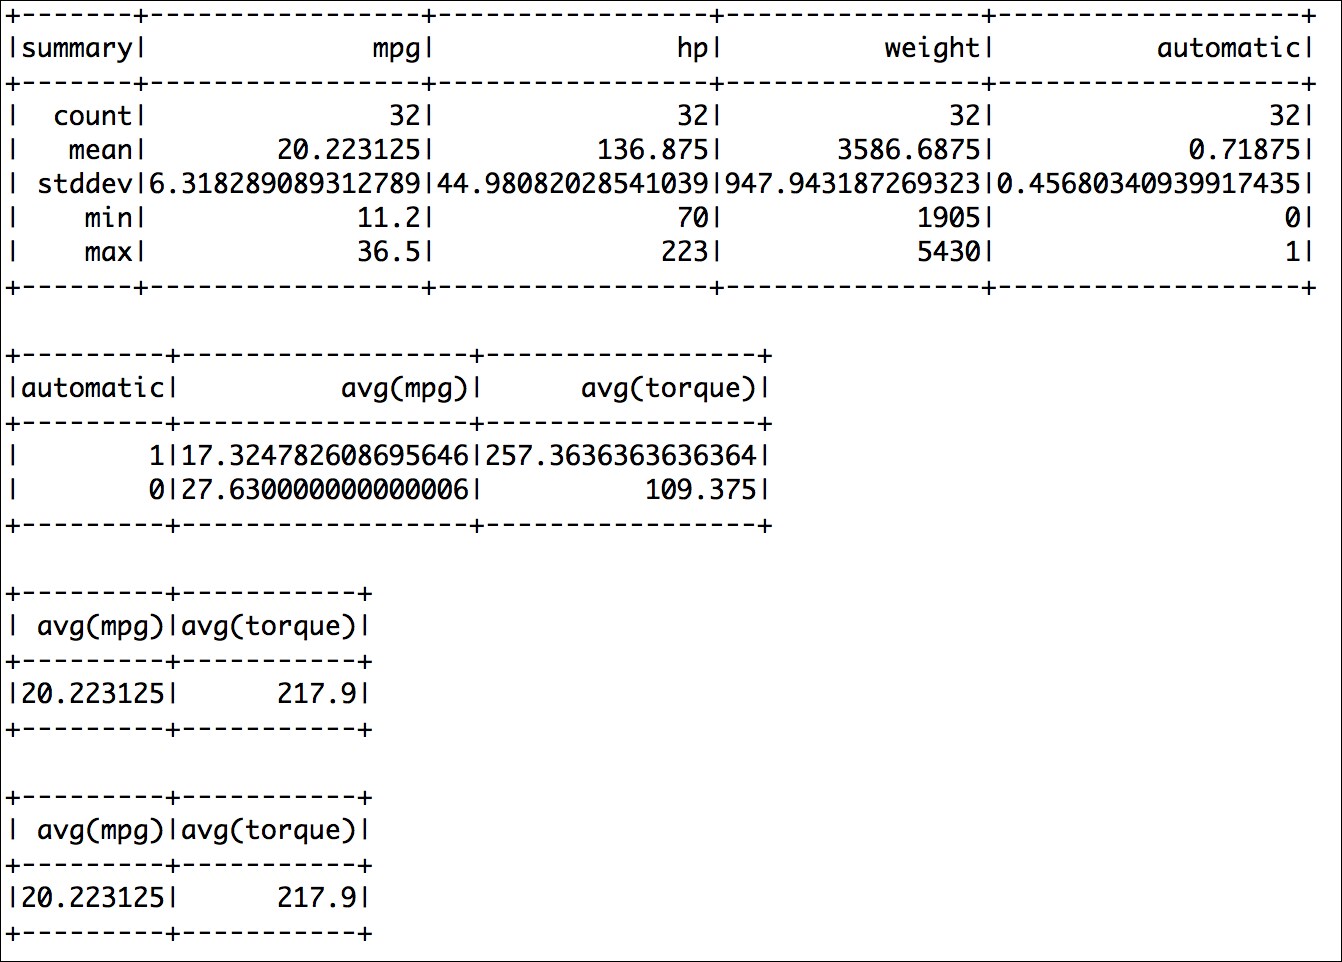 +-------+-----------------+-----------------+----------------+-------------------+
|summary|              mpg|               hp|          weight|          automatic|
+-------+-----------------+-----------------+----------------+-------------------+
|  count|               32|               32|              32|                 32|
|   mean|        20.223125|          136.875|       3586.6875|            0.71875|
| stddev|6.318289089312789|44.98082028541039|947.943187269323|0.45680340939917435|
|    min|             11.2|               70|            1905|                  0|
|    max|             36.5|              223|            5430|                  1|
+-------+-----------------+-----------------+----------------+-------------------+

+---------+------------------+-----------------+
|automatic|          avg(mpg)|      avg(torque)|
+---------+------------------+-----------------+
|        1|17.324782608695646|257.3636363636364|
|        0|27.630000000000006|          109.375|
+---------+------------------+-----------------+

+---------+-----------+
| avg(mpg)|avg(torque)|
+---------+-----------+
|20.223125|      217.9|
+---------+-----------+

+---------+-----------+
| avg(mpg)|avg(torque)|
+---------+-----------+
|20.223125|      217.9|
+---------+-----------+